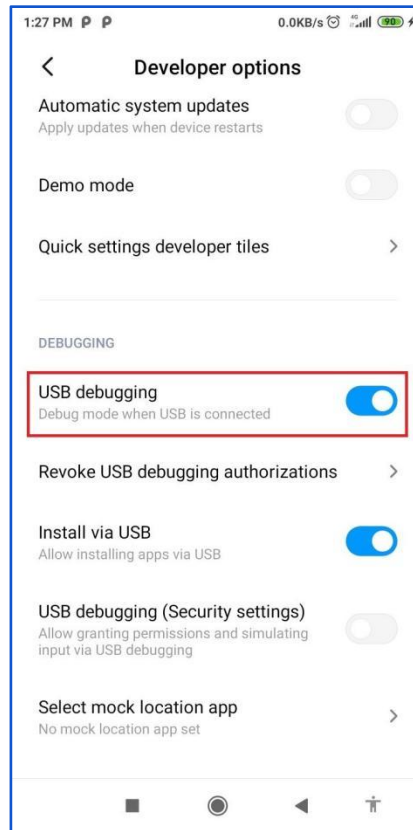 1:27 PM 0.0KB/s 4G 90
Developer options
Automatic system updates
Apply updates when device restarts
Demo mode
Quick settings developer tiles
DEBUGGING
USB debugging
Debug mode when USB is connected
Revoke USB debugging authorizations
Install via USB
Allow installing apps via USB
USB debugging (Security settings)
Allow granting permissions and simulating
input via USB debugging
Select mock location app
No mock location app set